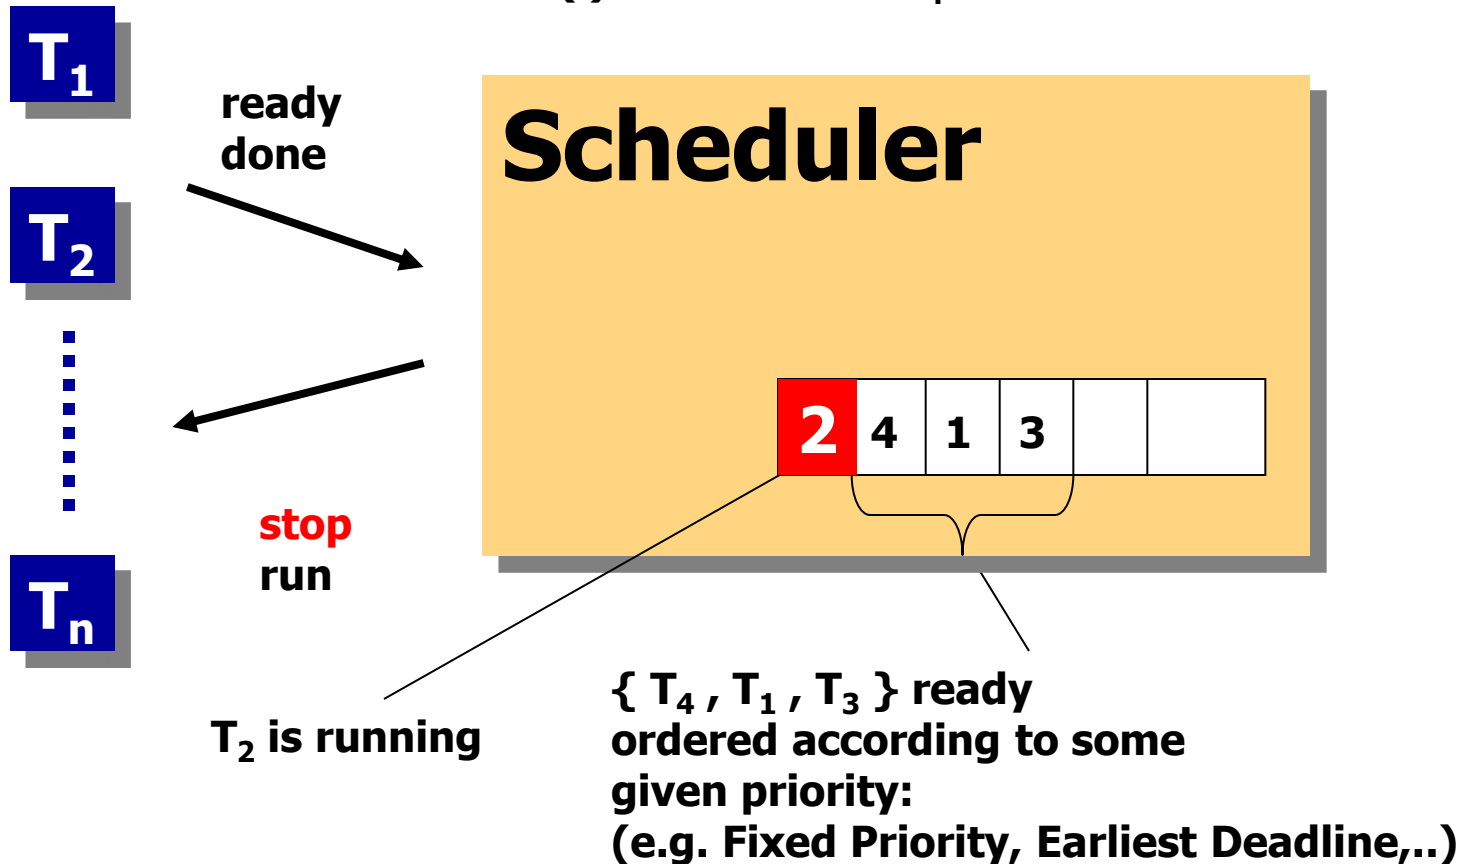 (i)
T1
ready
done
Scheduler
T2
2 4 1 3
stop
run
Tn
T2 is running
{ T4 , T1 , T3 } ready
ordered according to some
given priority:
(e.g. Fixed Priority, Earliest Deadline,..)